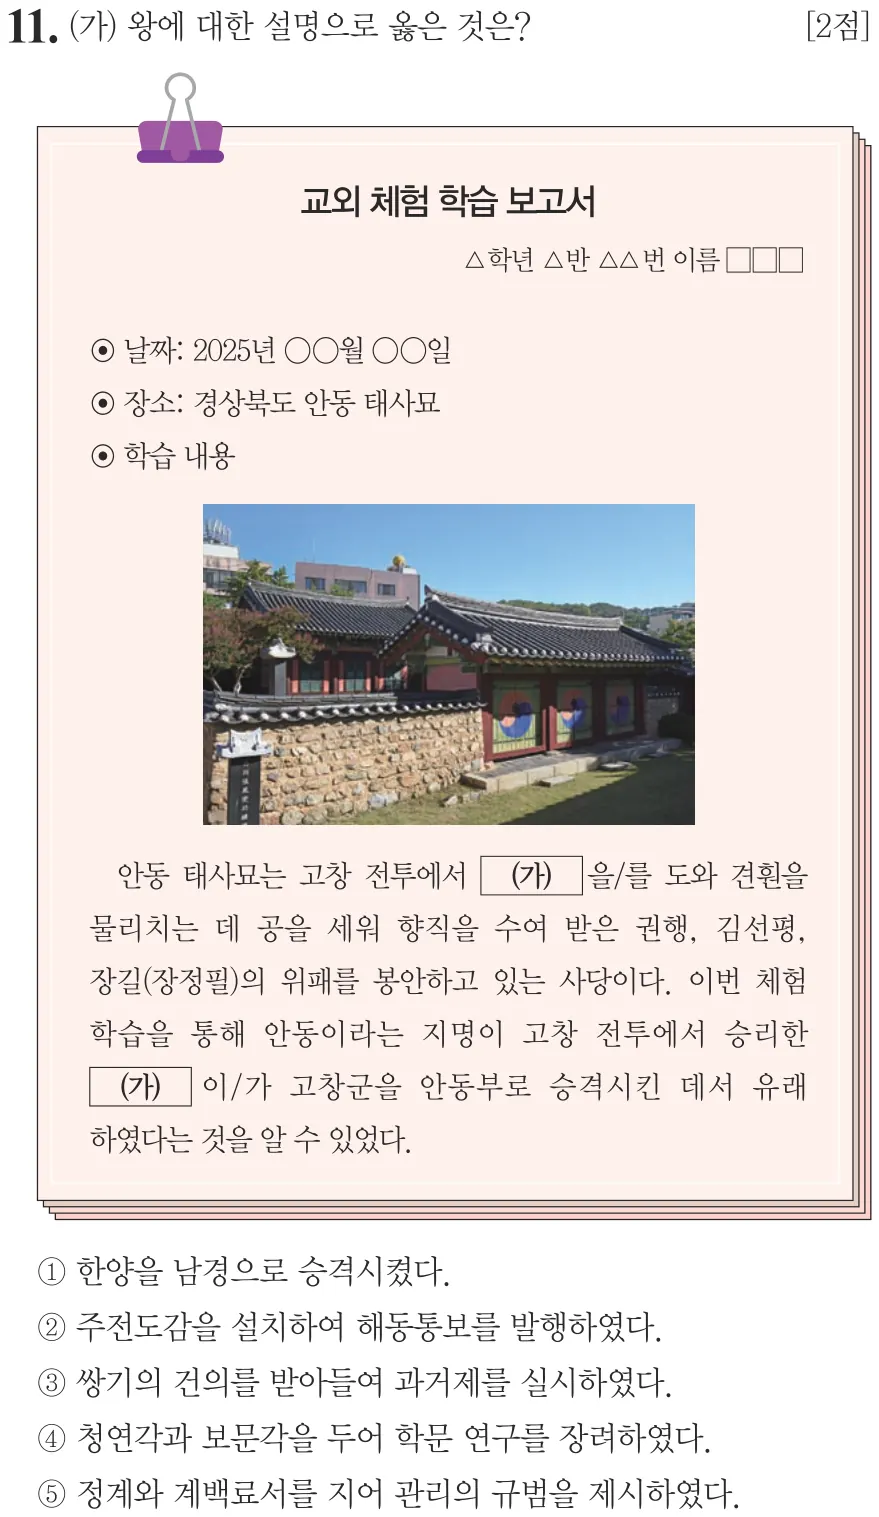 11. (가) 왕에 대한 설명으로 옳은 것은? [2점]
교외 체험 학습 보고서
△학년 △반 △△번 이름 □□□
⊙ 날짜: 2025년 ○○월 ○○일
⊙ 장소: 경상북도 안동 태사묘
⊙ 학습 내용
안동 태사묘는 고창 전투에서 (가) 을/를 도와 견훤을
물리치는 데 공을 세워 향직을 수여 받은 권행, 김선평,
장길(장정필)의 위패를 봉안하고 있는 사당이다. 이번 체험
학습을 통해 안동이라는 지명이 고창 전투에서 승리한
(가) 이/가 고창군을 안동부로 승격시킨 데서 유래
하였다는 것을 알 수 있었다.
① 한양을 남경으로 승격시켰다.
② 주전도감을 설치하여 해동통보를 발행하였다.
③ 쌍기의 건의를 받아들여 과거제를 실시하였다.
④ 청연각과 보문각을 두어 학문 연구를 장려하였다.
⑤ 정계와 계백료서를 지어 관리의 규범을 제시하였다.